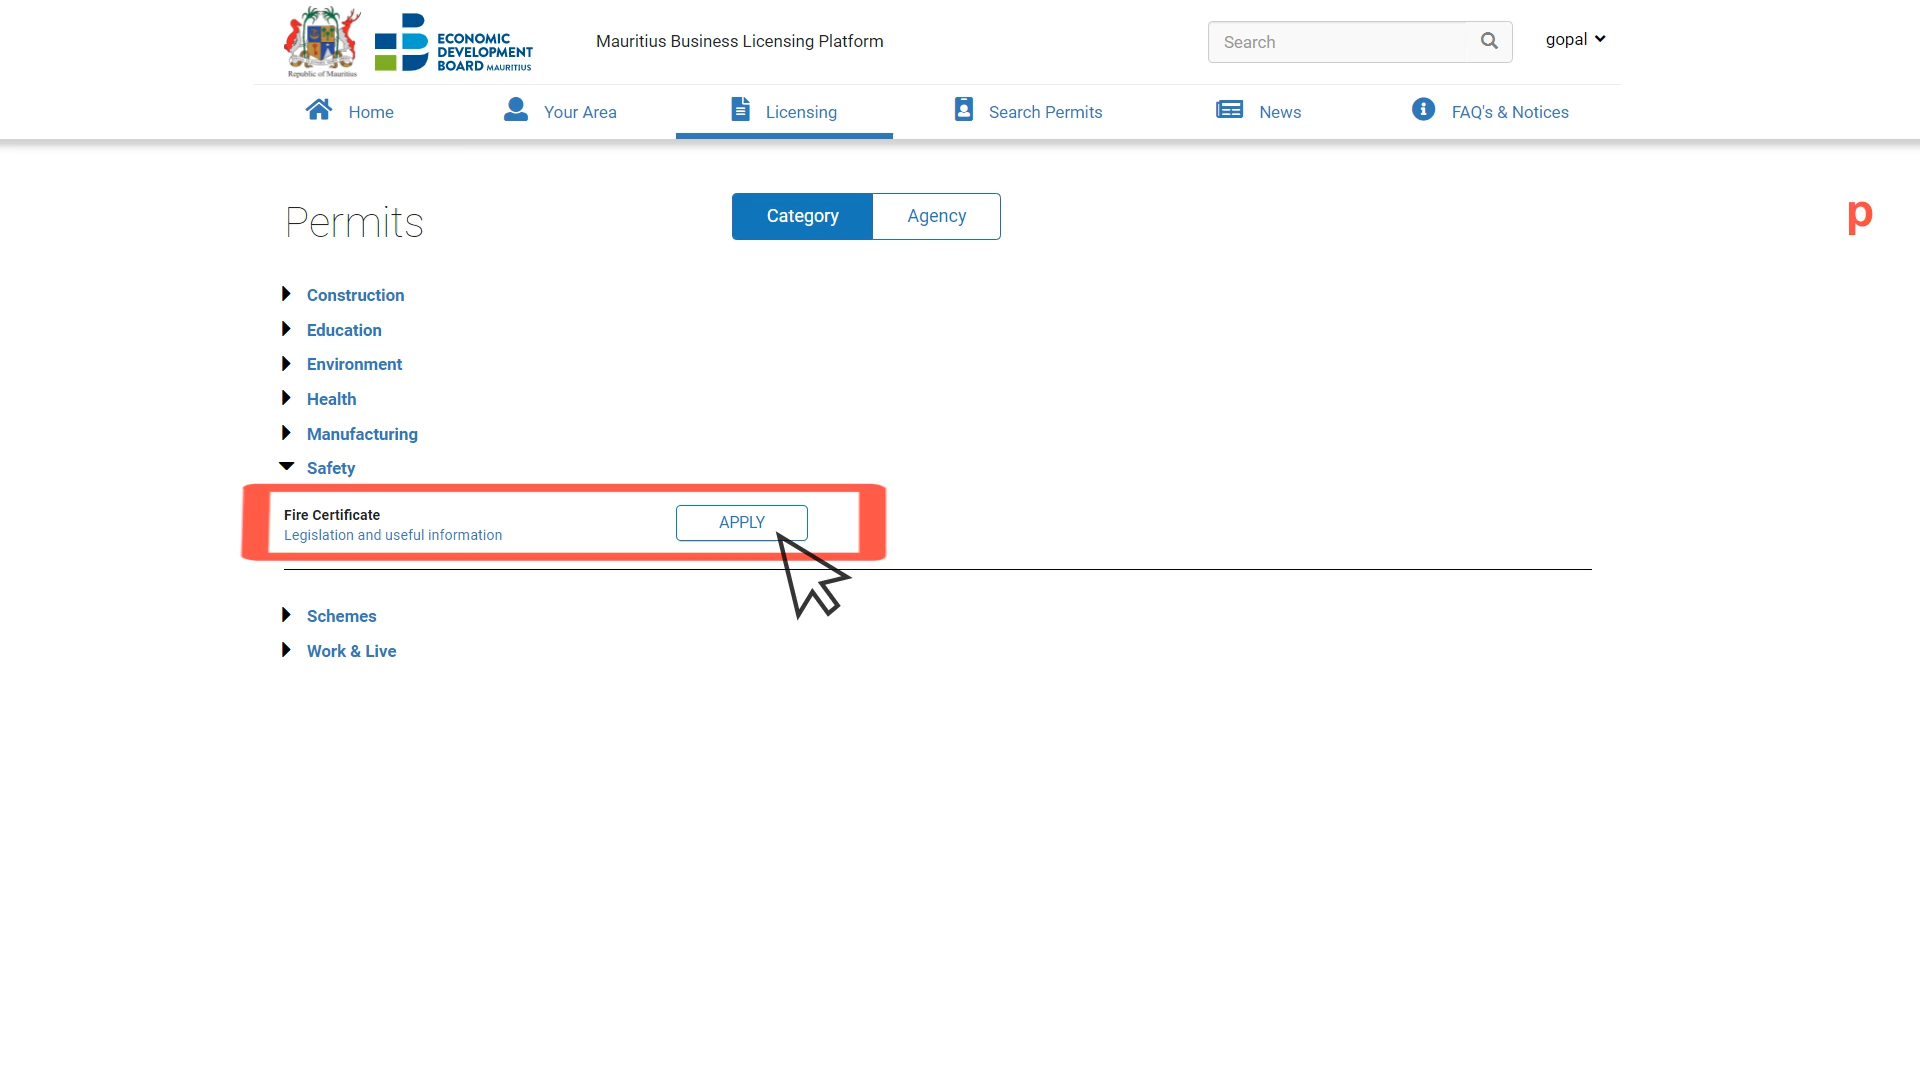 Republic of Mauritius
ECONOMIC
DEVELOPMENT
BOARD MAURITIUS
Mauritius Business Licensing Platform
Search
gopal
Home
Your Area
Licensing
Search Permits
News
FAQ's & Notices
Permits
Category
Agency
p
Construction
Education
Environment
Health
Manufacturing
Safety
Fire Certificate
APPLY
Legislation and useful information
Schemes
Work & Live